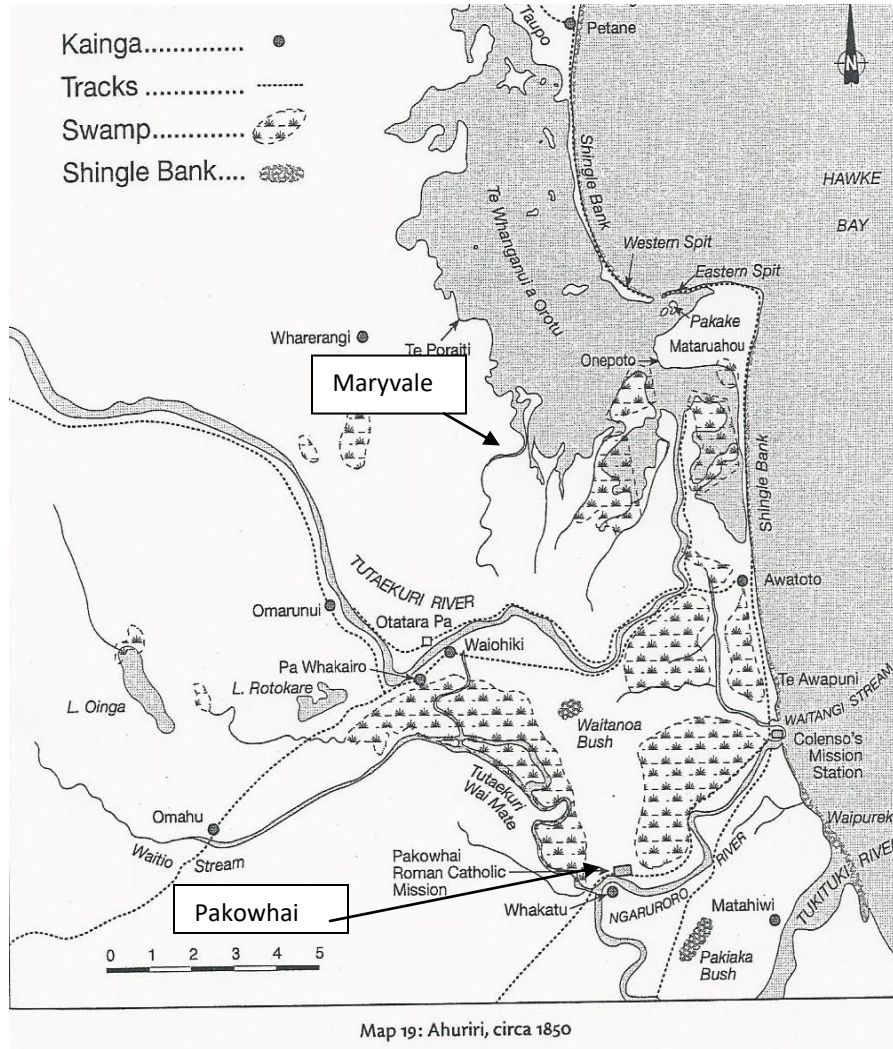 Kainga..............
Tracks ..............
Swamp.............
Shingle Bank....
Taupo
Petane
N
HAWKE
BAY
Shingle Bank
Te Whanganui a Orotu
Western Spit
Eastern Spit
Pakake
Mataruahou
Onepoto
Wharerangi
Te Poraiti
Maryvale
Shingle Bank
TUTAEKURI RIVER
Omarunui
Otatara Pa
Waiohiki
Awatoto
Pa Whakairo
L. Oinga
L. Rotokare
Te Awapuni
WAITANGI STREAM
Waitanoa
Bush
Colenso's
Mission
Station
Tutaekuri
Wai Mate
Omahu
Waitio Stream
Waipurek
Pakowhai
Roman Catholic
Mission
Whakatu
NGARURORO RIVER
Matahiwi
TUKITUKI RIVER
Pakowhai
Pakiaka
Bush
0 1 2 3 4 5
Map 19: Ahuriri, circa 1850